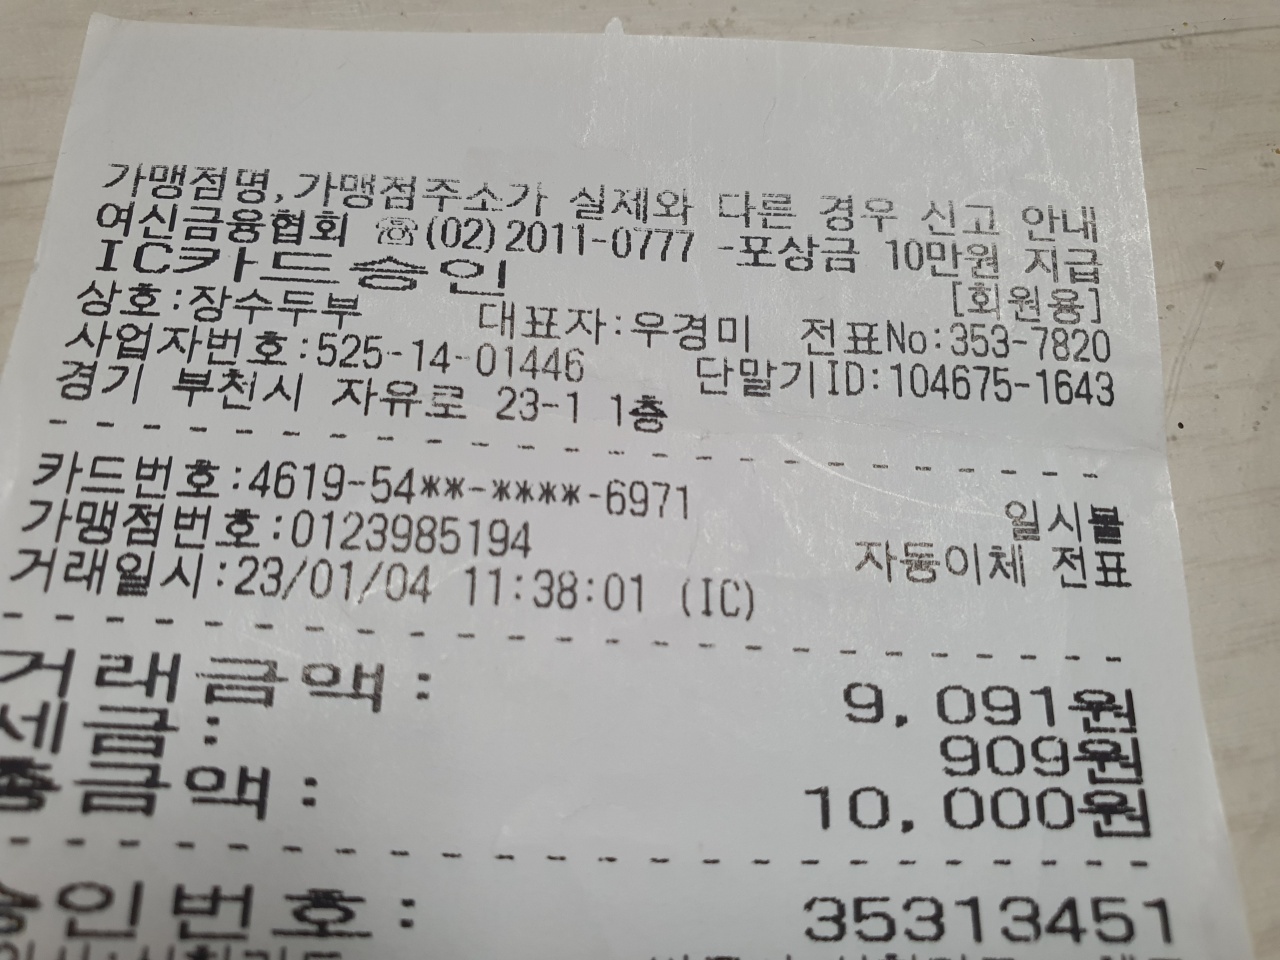 가맹점명,가맹점주소가 실제와 다른 경우 신고 안내
여신금융협회 ☏(02)2011-0777 -포상금 10만원 지급
IC카드승인 [회원용]
상호:장수두부 대표자:우경미 전표No:353-7820
사업자번호:525-14-01446 단말기ID:104675-1643
경기 부천시 자유로 23-1 1층
카드번호:4619-54**-****-6971 일시불
가맹점번호:0123985194 자동이체 전표
거래일시:23/01/04 11:38:01 (IC)
거래금액: 9,091원
세금: 909원
총금액: 10,000원
승인번호: 35313451